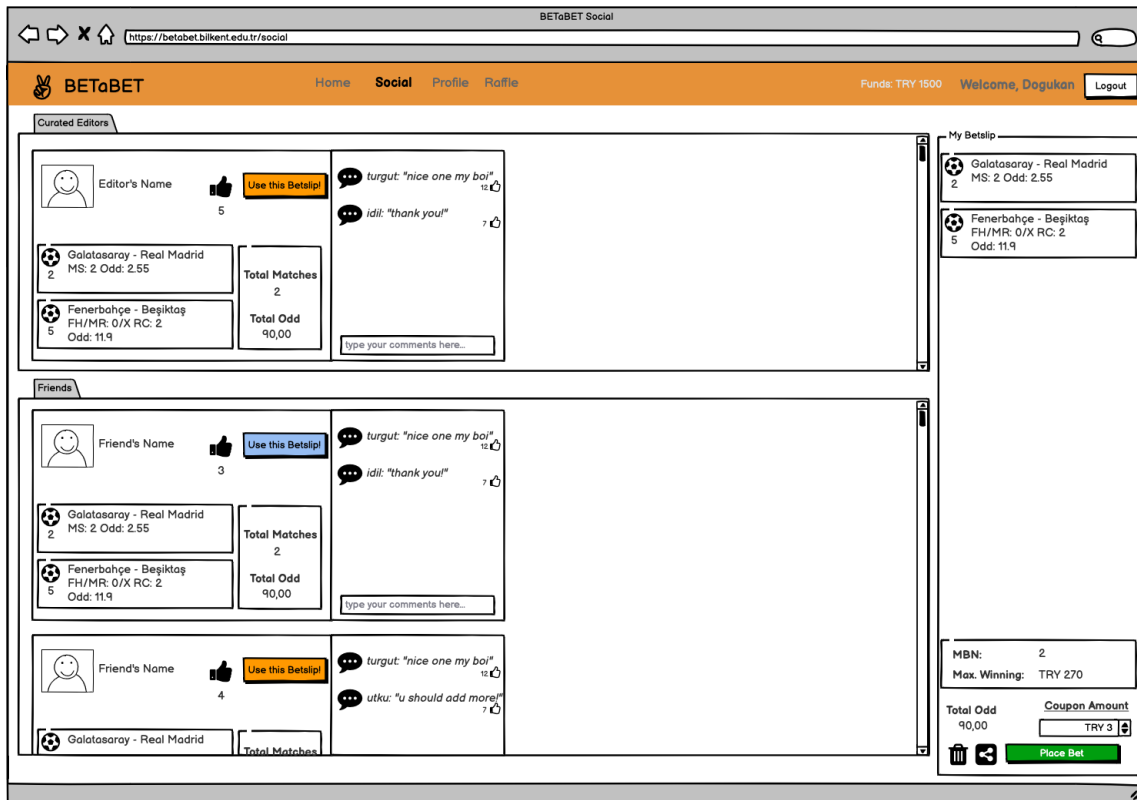 BETaBET Social
https://betabet.bilkent.edu.tr/social
BETaBET
Home Social Profile Raffle
Funds: TRY 1500
Welcome, Dogukan
Logout
Curated Editors
Editor's Name
5
Use this Betslip!
2
Galatasaray - Real Madrid
MS: 2 Odd: 2.55
5
Fenerbahçe - Beşiktaş
FH/MR: 0/X RC: 2
Odd: 11.9
Total Matches
2
Total Odd
90,00
turgut: "nice one my boi"
12
idil: "thank you!"
7
type your comments here...
Friends
Friend's Name
3
Use this Betslip!
2
Galatasaray - Real Madrid
MS: 2 Odd: 2.55
5
Fenerbahçe - Beşiktaş
FH/MR: 0/X RC: 2
Odd: 11.9
Total Matches
2
Total Odd
90,00
turgut: "nice one my boi"
12
idil: "thank you!"
7
type your comments here...
Friend's Name
4
Use this Betslip!
Galatasaray - Real Madrid
Total Matches
turgut: "nice one my boi"
12
utku: "u should add more!"
7
My Betslip
2
Galatasaray - Real Madrid
MS: 2 Odd: 2.55
5
Fenerbahçe - Beşiktaş
FH/MR: 0/X RC: 2
Odd: 11.9
MBN: 2
Max. Winning: TRY 270
Total Odd
90,00
Coupon Amount
TRY 3
Place Bet